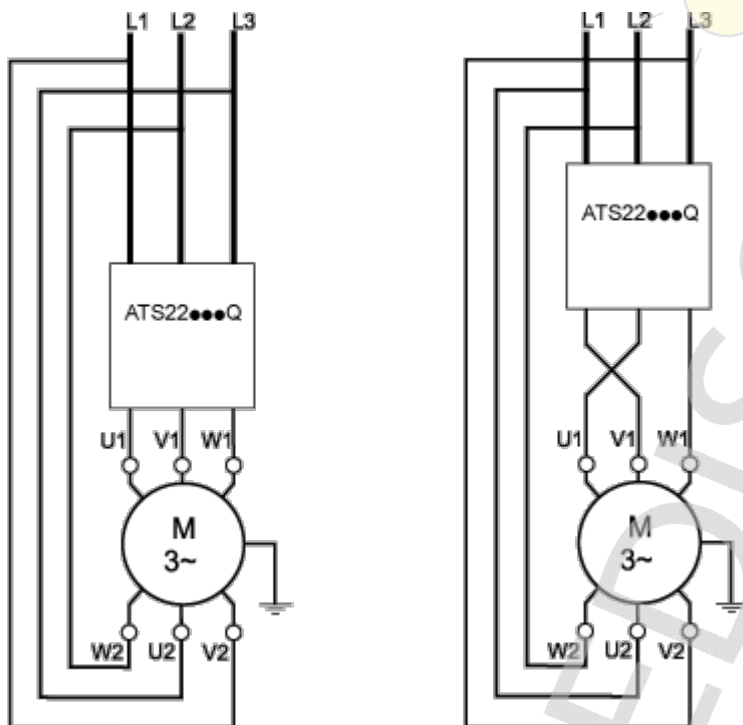 L1 L2 L3
ATS22●●●Q
U1 V1 W1
M
3~
W2 U2 V2
L1 L2 L3
ATS22●●●Q
U1 V1 W1
M
3~
W2 U2 V2